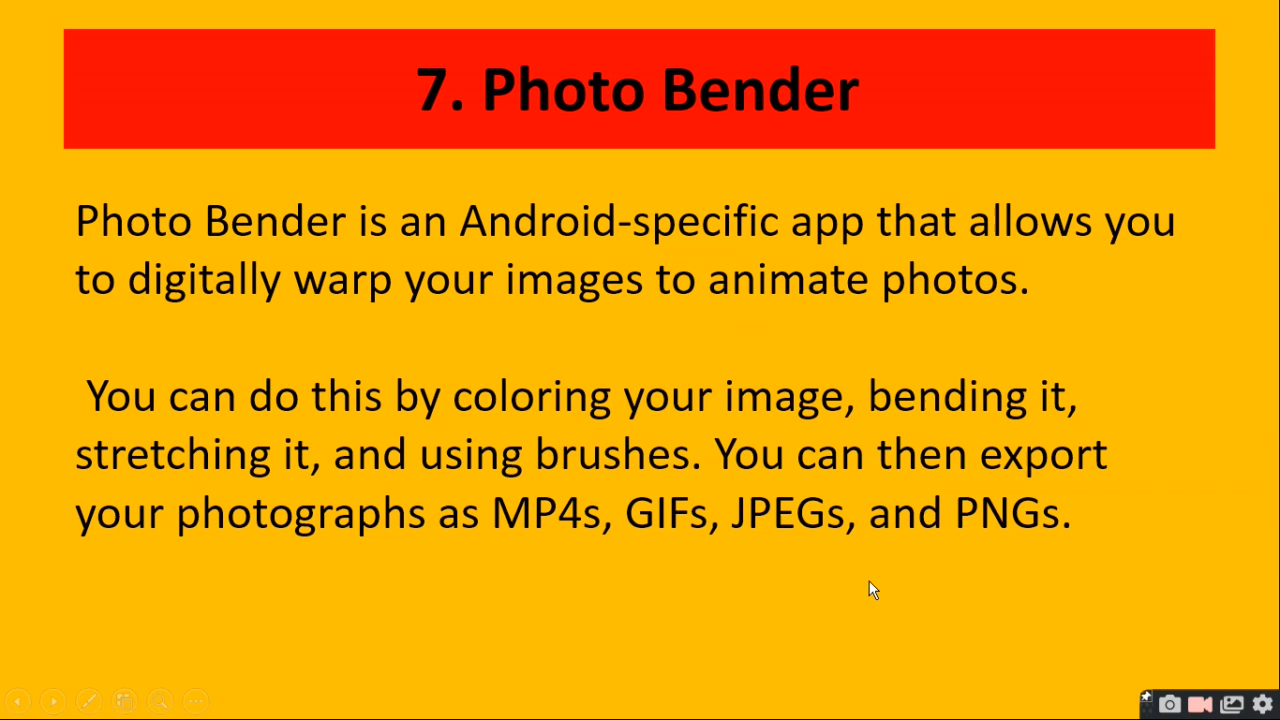 7. Photo Bender
Photo Bender is an Android-specific app that allows you
to digitally warp your images to animate photos.
You can do this by coloring your image, bending it,
stretching it, and using brushes. You can then export
your photographs as MP4s, GIFs, JPEGs, and PNGs.